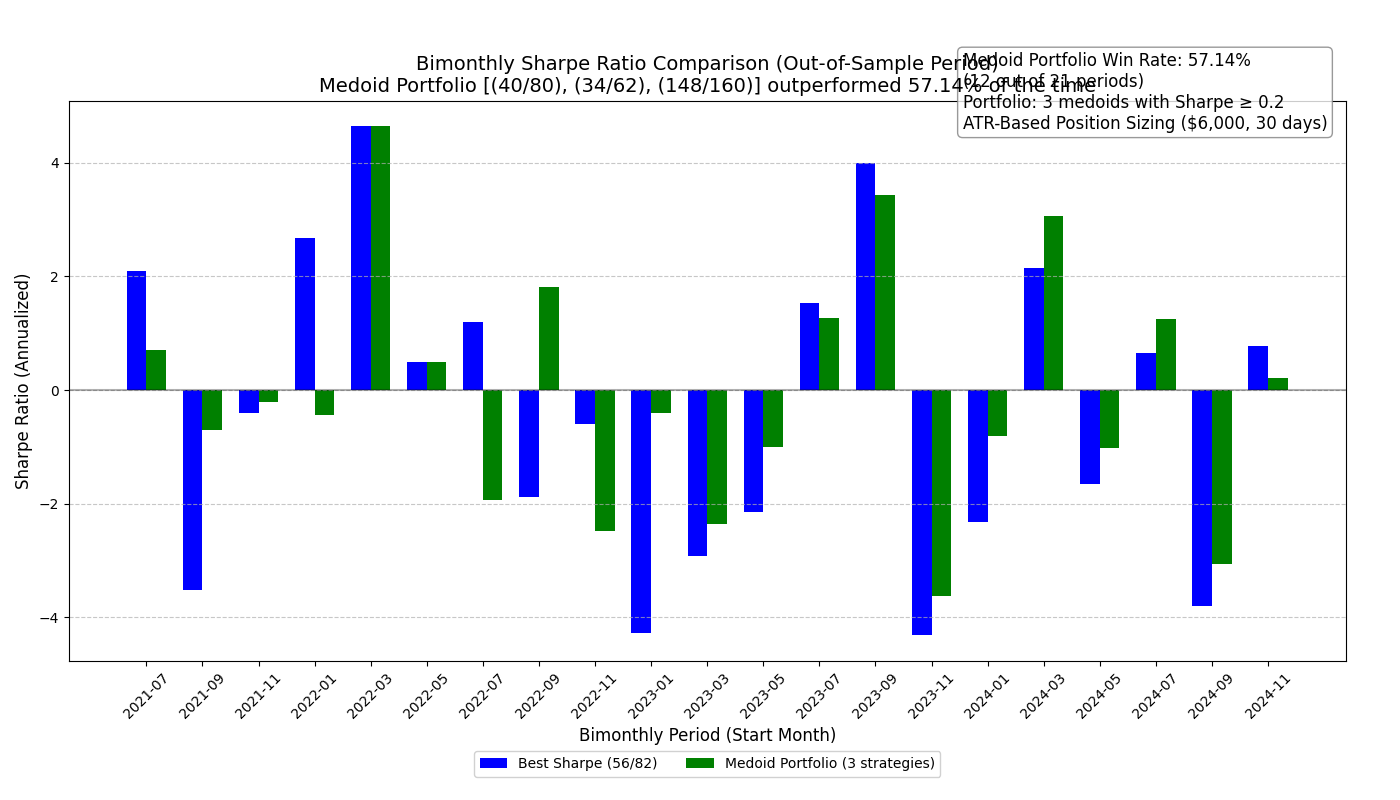 Bimonthly Sharpe Ratio Comparison (Out-of-Sample Period)
Medoid Portfolio [(40/80), (34/62), (148/160)] outperformed 57.14% of the time
Medoid Portfolio Win Rate: 57.14%
(12 out of 21 periods)
Portfolio: 3 medoids with Sharpe ≥ 0.2
ATR-Based Position Sizing ($6,000, 30 days)
Sharpe Ratio (Annualized)
4
2
0
−2
−4
2021-07
2021-09
2021-11
2022-01
2022-03
2022-05
2022-07
2022-09
2022-11
2023-01
2023-03
2023-05
2023-07
2023-09
2023-11
2024-01
2024-03
2024-05
2024-07
2024-09
2024-11
Bimonthly Period (Start Month)
Best Sharpe (56/82)
Medoid Portfolio (3 strategies)